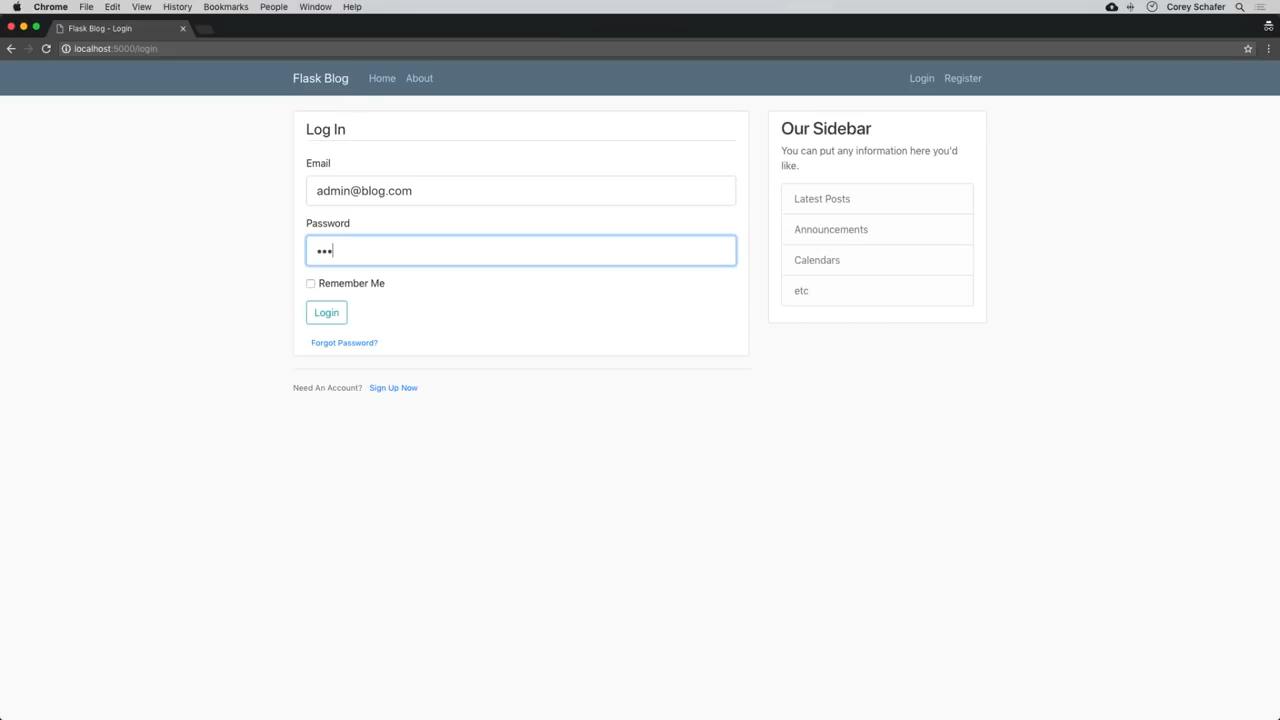 Chrome File Edit View History Bookmarks People Window Help Corey Schafer
Flask Blog - Login
localhost:5000/login
Flask Blog Home About Login Register
Log In
Email
admin@blog.com
Password
•••
Remember Me
Login
Forgot Password?
Need An Account? Sign Up Now
Our Sidebar
You can put any information here you'd
like.
Latest Posts
Announcements
Calendars
etc